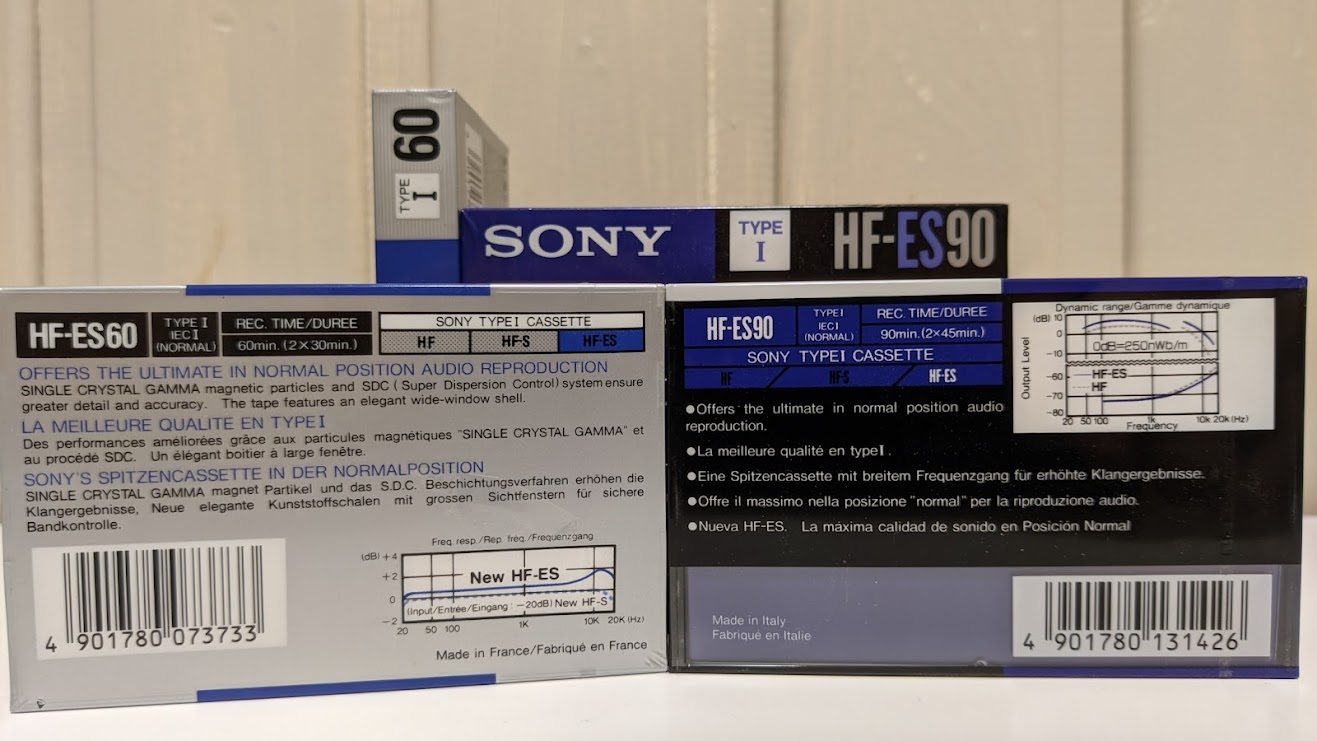 60
TYPE I
SONY TYPE I HF-ES90
HF-ES60
TYPE I
IEC I
(NORMAL)
REC. TIME/DUREE
60min. (2×30min.)
SONY TYPE I CASSETTE
HF HF-S HF-ES
OFFERS THE ULTIMATE IN NORMAL POSITION AUDIO REPRODUCTION
SINGLE CRYSTAL GAMMA magnetic particles and SDC (Super Dispersion Control) system ensure
greater detail and accuracy. The tape features an elegant wide-window shell.
LA MEILLEURE QUALITE EN TYPE I
Des performances améliorées grâce aux particules magnétiques "SINGLE CRYSTAL GAMMA" et
au procédé SDC. Un élégant boitier à large fenêtre.
SONY'S SPITZENCASSETTE IN DER NORMALPOSITION
SINGLE CRYSTAL GAMMA magnet Partikel und das S.D.C. Beschichtungsverfahren erhöhen die
Klangergebnisse, Neue elegante Kunststoffschalen mit grossen Sichtfenstern für sichere
Bandkontrolle.
4 901780 073733
Freq. resp./Rep. fréq./Frequenzgang
(dB) +4
+2
0
-2
New HF-ES
(Input/Entrée/Eingang : -20dB) New HF-S
20 50 100 1K 10K 20K (Hz)
Made in France/Fabriqué en France
HF-ES90
TYPE I
IEC I
(NORMAL)
REC. TIME/DUREE
90min. (2×45min.)
SONY TYPE I CASSETTE
HF HF-S HF-ES
Dynamic range/Gamme dynamique
(dB) 10
0
-10
-60
-70
-80
Output Level
0dB=250nWb/m
HF-ES
HF
20 50 100 1k 10k 20k (Hz)
Frequency
●Offers the ultimate in normal position audio
reproduction.
●La meilleure qualité en type I.
●Eine Spitzencassette mit breitem Frequenzgang für erhöhte Klangergebnisse.
●Offre il massimo nella posizione "normal" per la riproduzione audio.
●Nueva HF-ES. La máxima calidad de sonido en Posición Normal
Made in Italy
Fabriqué en Italie
4 901780 131426